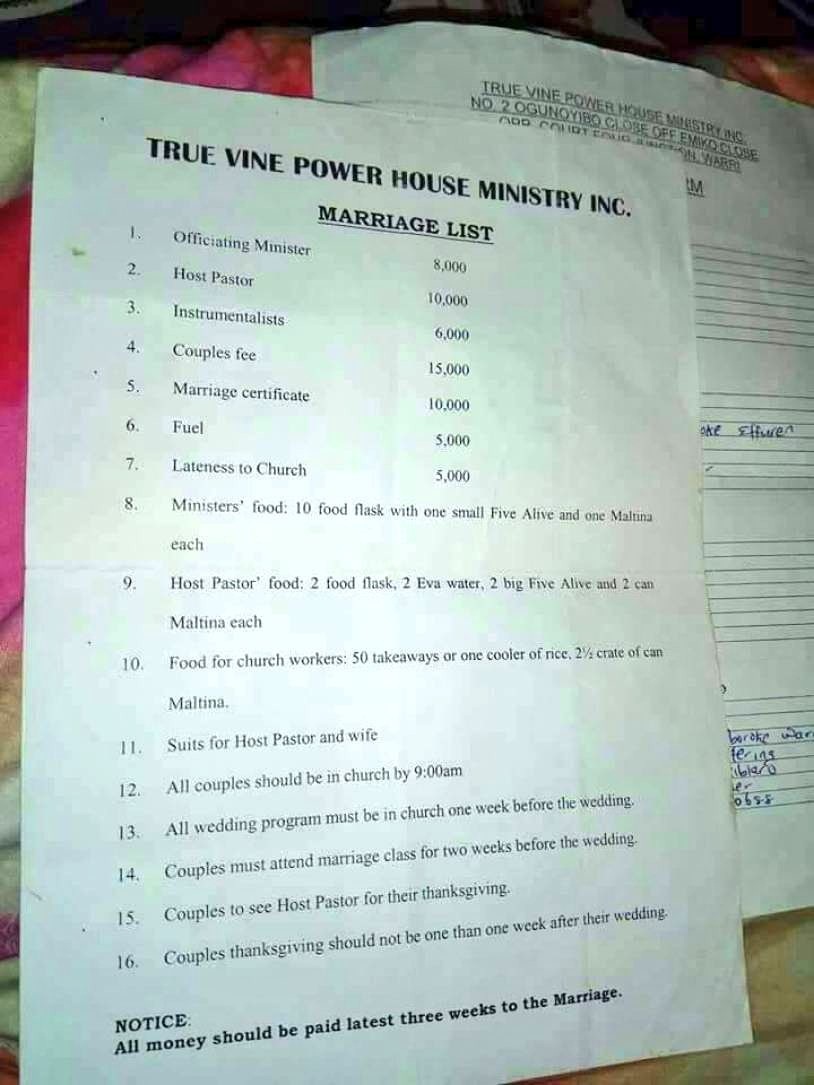 TRUE VINE POWER HOUSE MINISTRY INC.
NO. 2 OGUNOYIBO CLOSE OFF EMIKO CLOSE
OPP. COURT FOUR JUNCTION, WARRI
RM
TRUE VINE POWER HOUSE MINISTRY INC.
MARRIAGE LIST
1. Officiating Minister 8,000
2. Host Pastor 10,000
3. Instrumentalists 6,000
4. Couples fee 15,000
5. Marriage certificate 10,000
6. Fuel 5,000
7. Lateness to Church 5,000
8. Ministers' food: 10 food flask with one small Five Alive and one Maltina
each
9. Host Pastor' food: 2 food flask, 2 Eva water, 2 big Five Alive and 2 can
Maltina each
10. Food for church workers: 50 takeaways or one cooler of rice, 2½ crate of can
Maltina.
11. Suits for Host Pastor and wife
12. All couples should be in church by 9:00am
13. All wedding program must be in church one week before the wedding.
14. Couples must attend marriage class for two weeks before the wedding.
15. Couples to see Host Pastor for their thanksgiving.
16. Couples thanksgiving should not be one than one week after their wedding.
NOTICE:
All money should be paid latest three weeks to the Marriage.